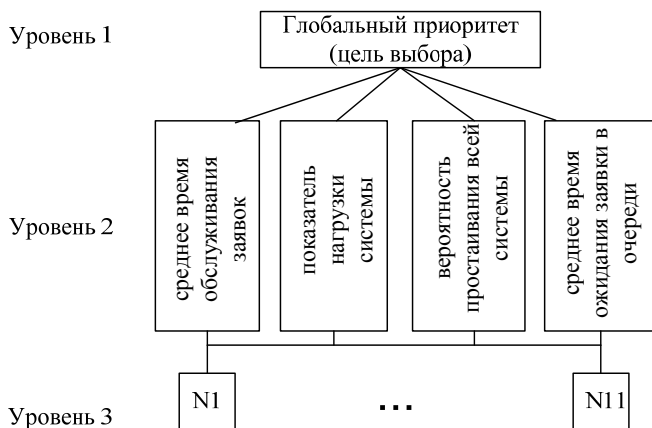 Уровень 1
Глобальный приоритет
(цель выбора)
Уровень 2
среднее время
обслуживания
заявок
показатель
нагрузки
системы
вероятность
простаивания всей
системы
среднее время
ожидания заявки в
очереди
Уровень 3
N1
...
N11